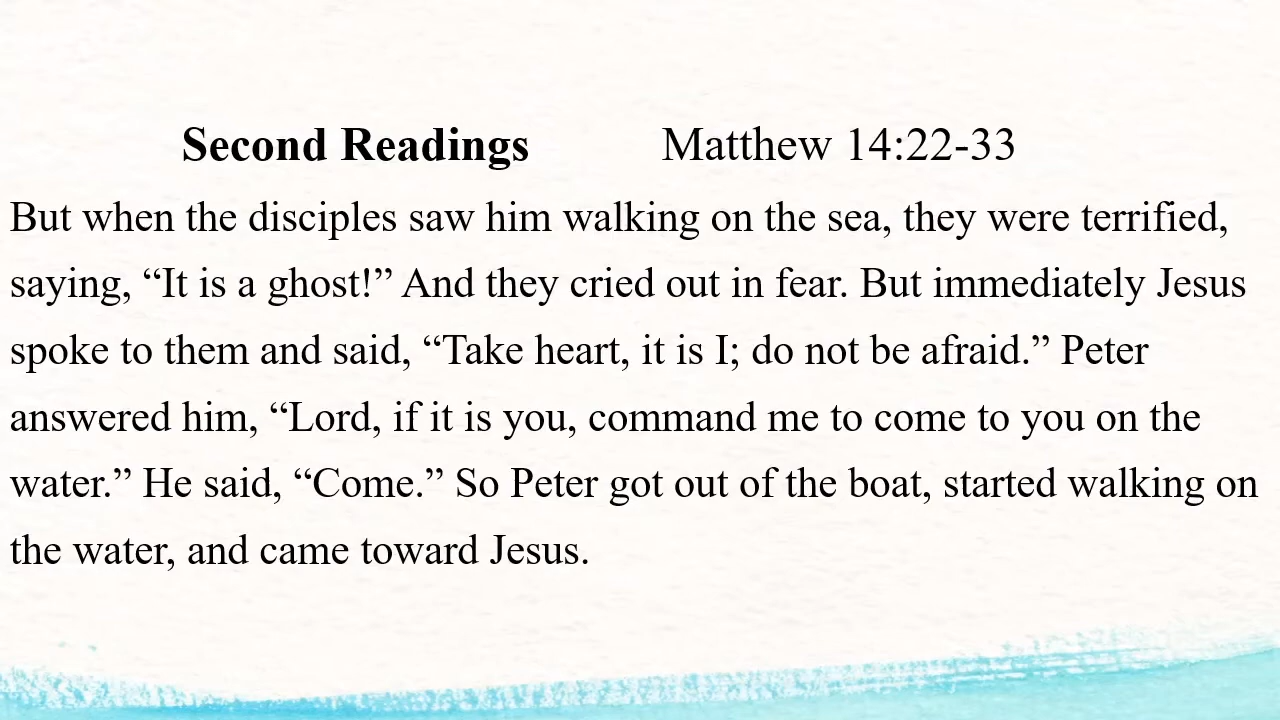 Second Readings Matthew 14:22-33
But when the disciples saw him walking on the sea, they were terrified,
saying, “It is a ghost!” And they cried out in fear. But immediately Jesus
spoke to them and said, “Take heart, it is I; do not be afraid.” Peter
answered him, “Lord, if it is you, command me to come to you on the
water.” He said, “Come.” So Peter got out of the boat, started walking on
the water, and came toward Jesus.